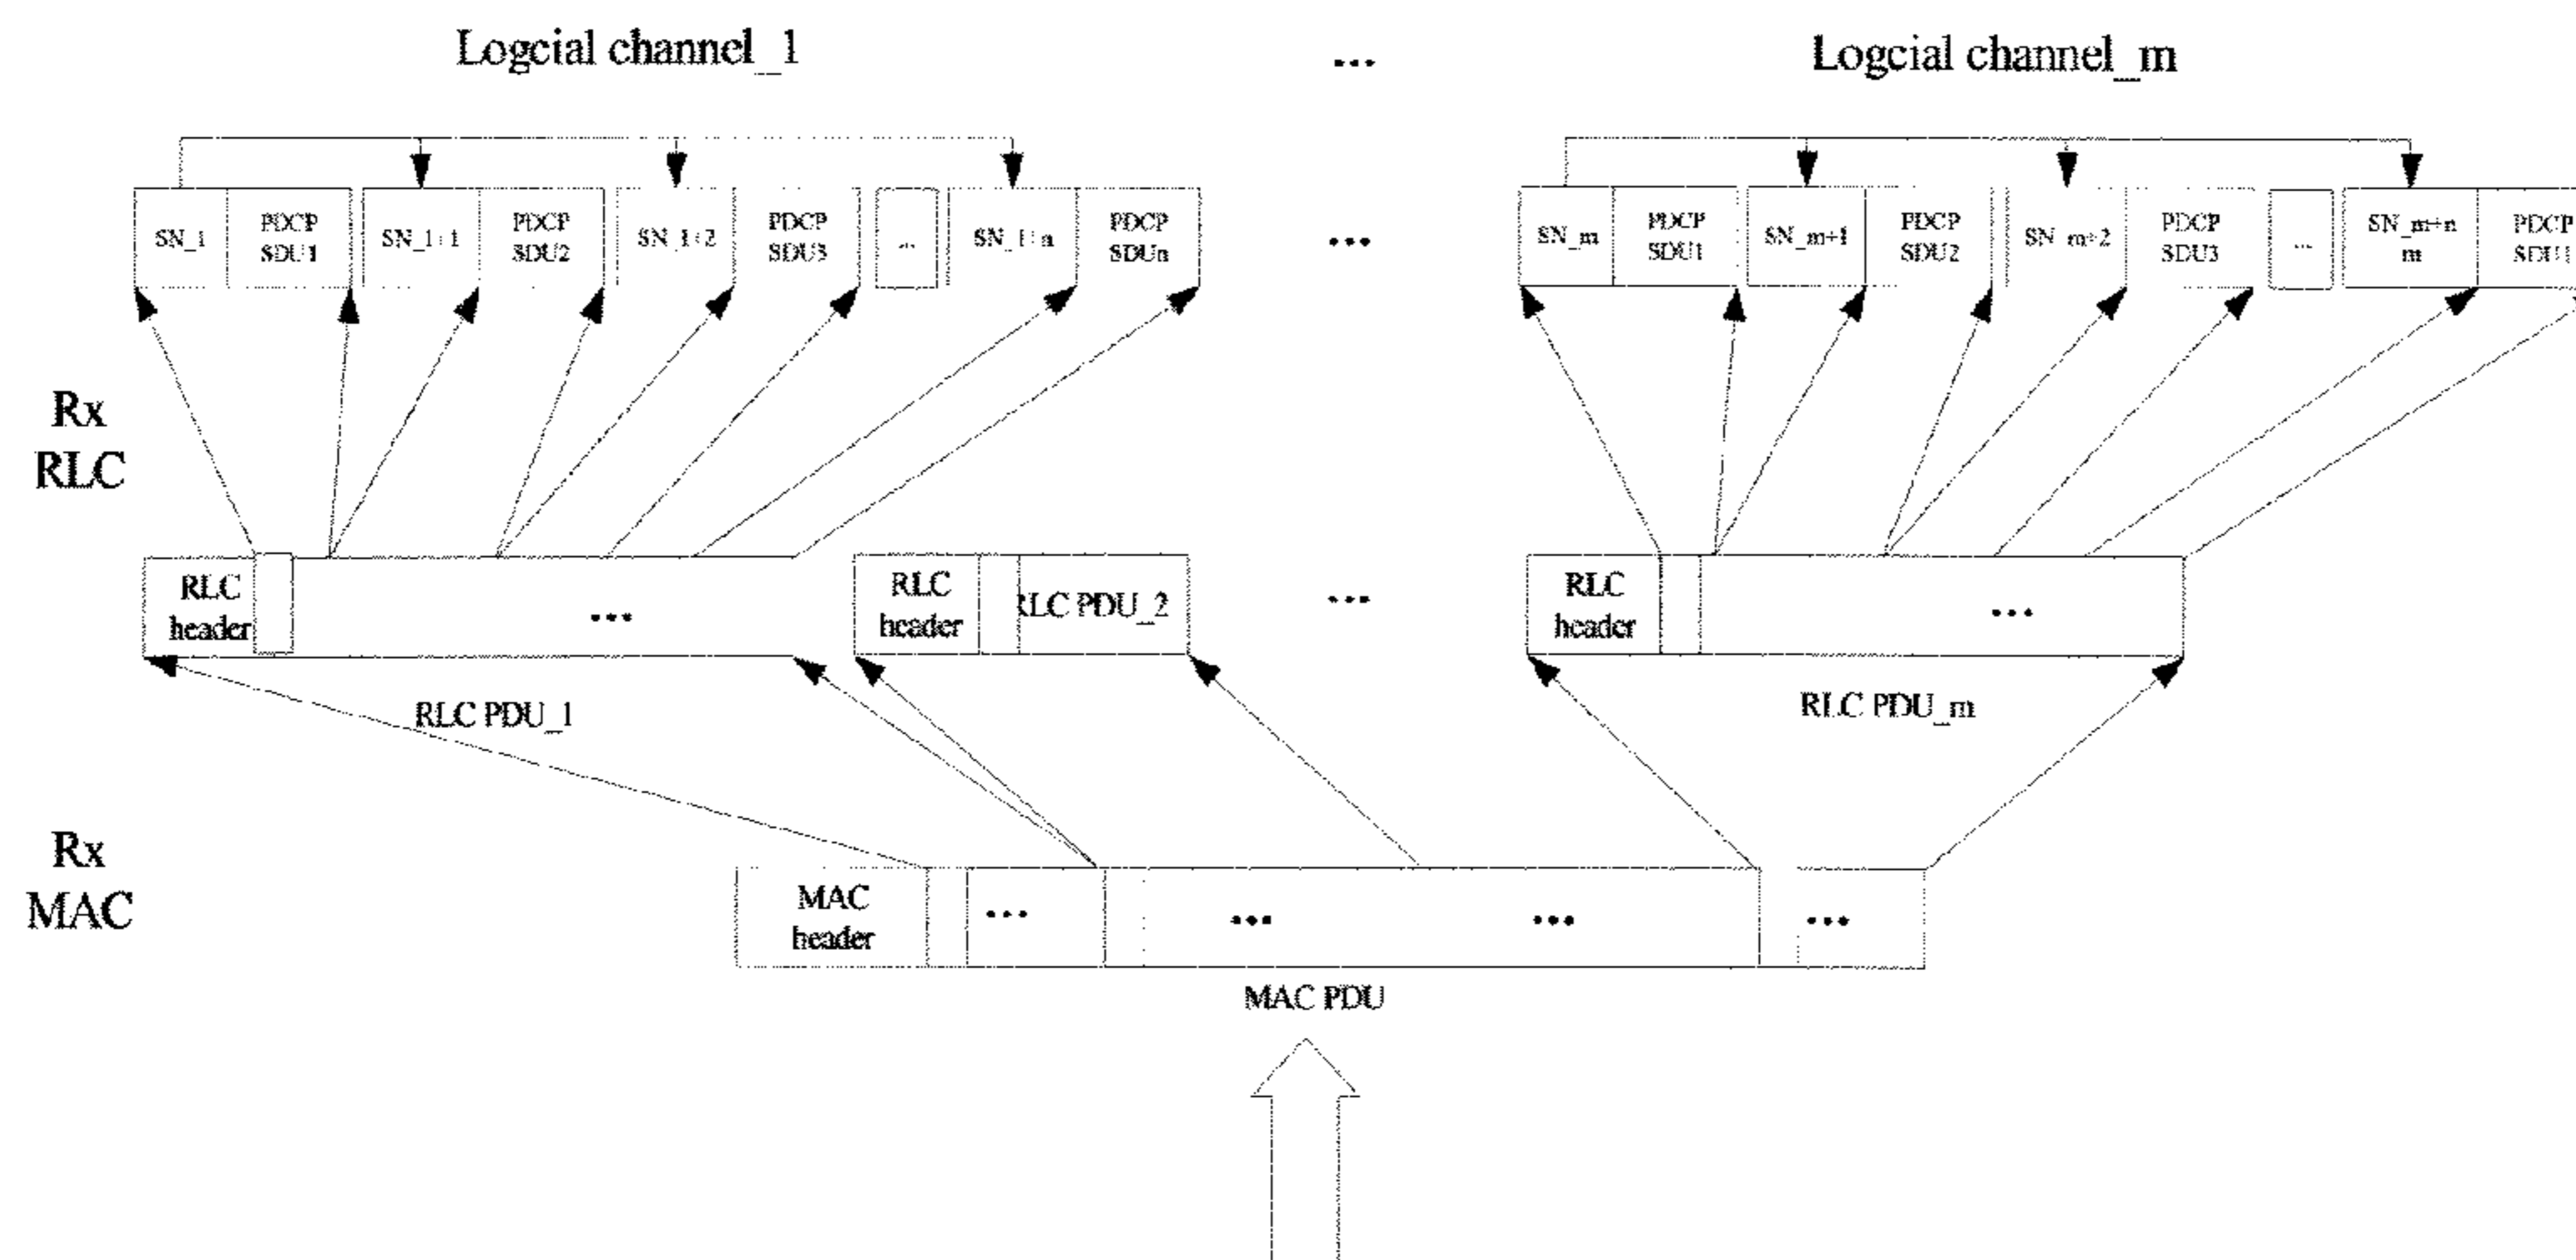 Logcial channel_1
...
Logcial channel_m
SN_1
PDCP
SDU1
SN_1+1
PDCP
SDU2
SN_1+2
PDCP
SDU3
...
SN_1+n
PDCP
SDUn
...
SN_m
PDCP
SDU1
SN_m+1
PDCP
SDU2
SN_m+2
PDCP
SDU3
...
SN_m+n
m
PDCP
Rx
RLC
RLC
header
...
RLC
header
RLC PDU_2
...
RLC
header
...
RLC PDU_1
RLC PDU_m
Rx
MAC
MAC
header
...
...
...
...
MAC PDU